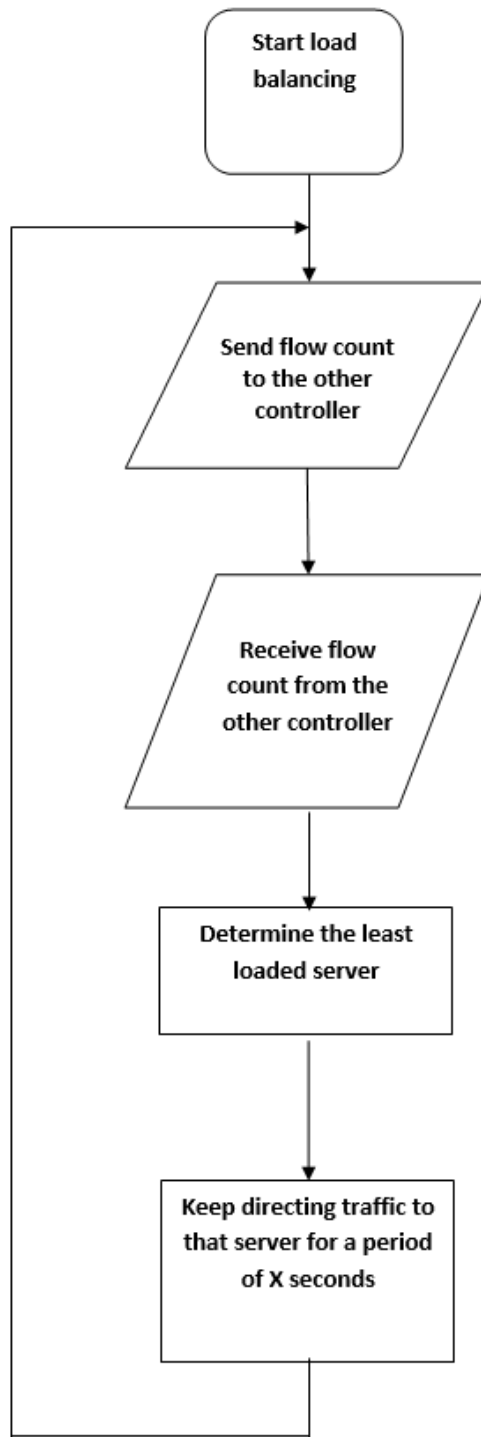 Start load
balancing
Send flow count
to the other
controller
Receive flow
count from the
other controller
Determine the least
loaded server
Keep directing traffic to
that server for a period
of X seconds